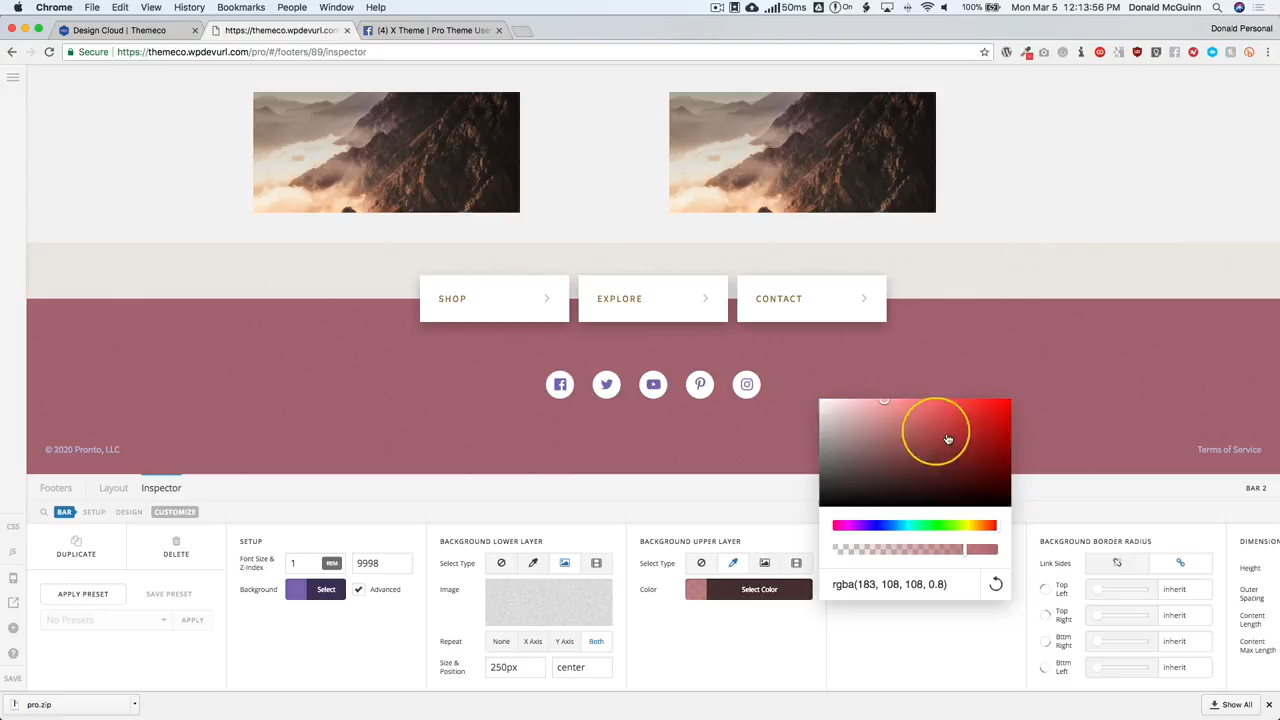 Chrome File Edit View History Bookmarks People Window Help
50ms On 100% Mon Mar 5 12:13:56 PM Donald McGuinn
Design Cloud | Themeco
https://themeco.wpdevurl.com
(4) X Theme | Pro Theme Use
Donald Personal
Secure https://themeco.wpdevurl.com/pro/#/footers/89/inspector
SHOP EXPLORE CONTACT
© 2020 Pronto, LLC
Terms of Service
Footers Layout Inspector
BAR 2
BAR SETUP DESIGN CUSTOMIZE
CSS
JS
SAVE
DUPLICATE
DELETE
APPLY PRESET
SAVE PRESET
No Presets
APPLY
SETUP
Font Size & Z-Index
1 REM 9998
Background
Select
Advanced
BACKGROUND LOWER LAYER
Select Type
Image
Repeat
None X Axis Y Axis Both
Size & Position
250px center
BACKGROUND UPPER LAYER
Select Type
Color
Select Color
rgba(183, 108, 108, 0.8)
BACKGROUND BORDER RADIUS
Link Sides
Top Left
inherit
Top Right
inherit
Bttm Right
inherit
Bttm Left
inherit
DIMENSION
Height
Outer Spacing
Content Length
Content Max Length
pro.zip
Show All